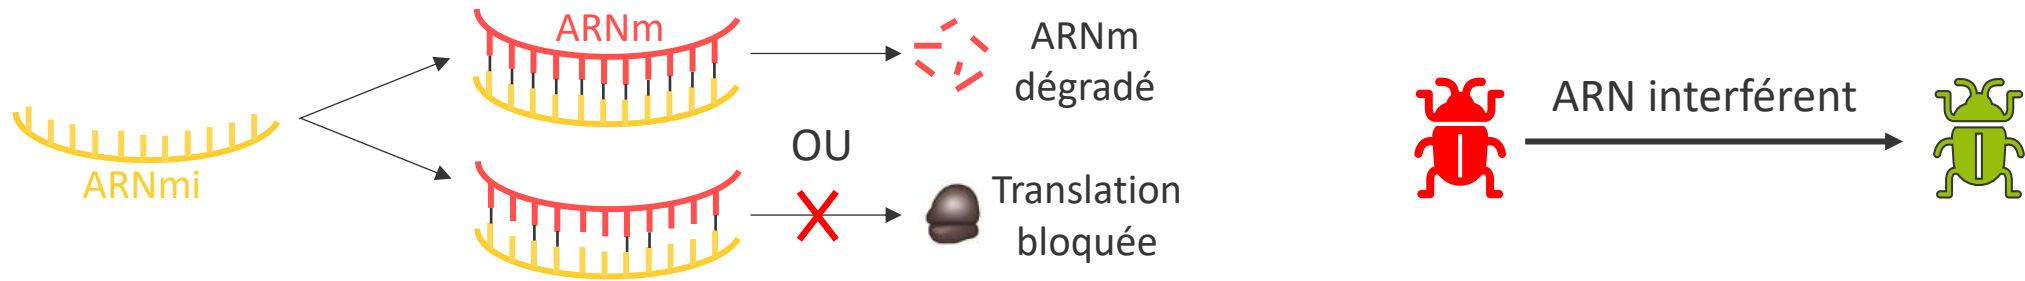 ARNmi
ARNm
ARNm
dégradé
OU
Translation
bloquée
ARN interférent